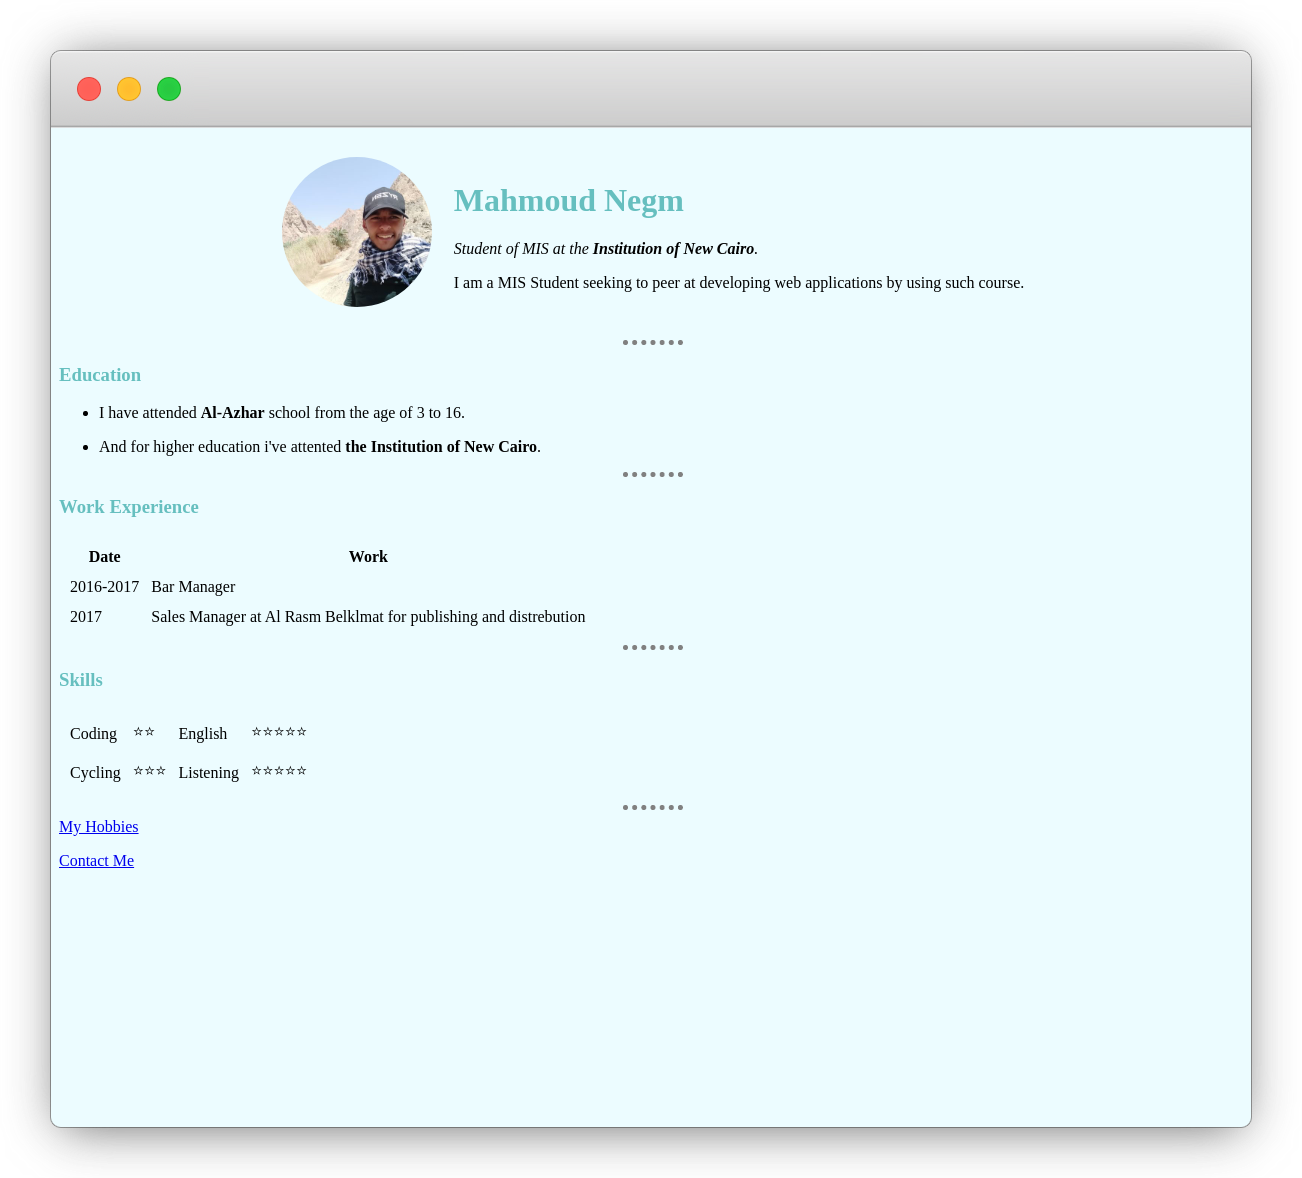 Mahmoud Negm
Student of MIS at the Institution of New Cairo.
I am a MIS Student seeking to peer at developing web applications by using such course.
Education
I have attended Al-Azhar school from the age of 3 to 16.
And for higher education i've attented the Institution of New Cairo.
Work Experience
Date Work
2016-2017 Bar Manager
2017 Sales Manager at Al Rasm Belklmat for publishing and distrebution
Skills
Coding ☆☆ English ☆☆☆☆☆
Cycling ☆☆☆ Listening ☆☆☆☆☆
My Hobbies
Contact Me